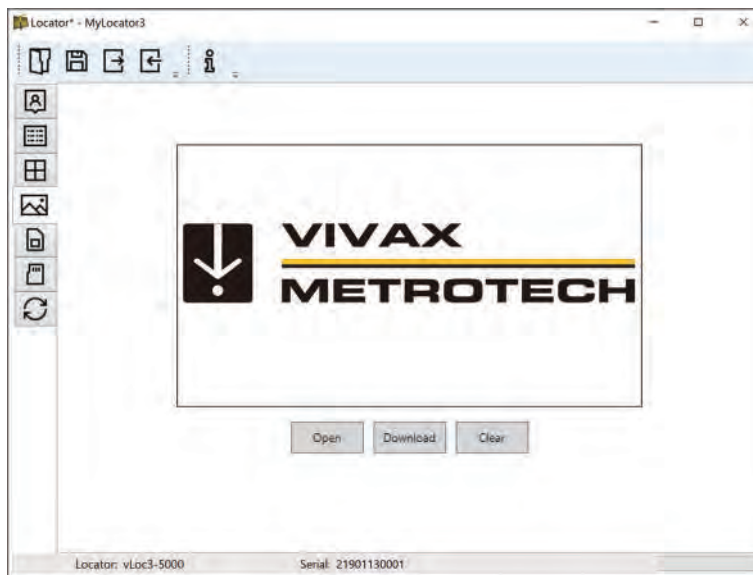 Locator* - MyLocator3
VIVAX
METROTECH
Open Download Clear
Locator: vLoc3-5000 Serial: 21901130001